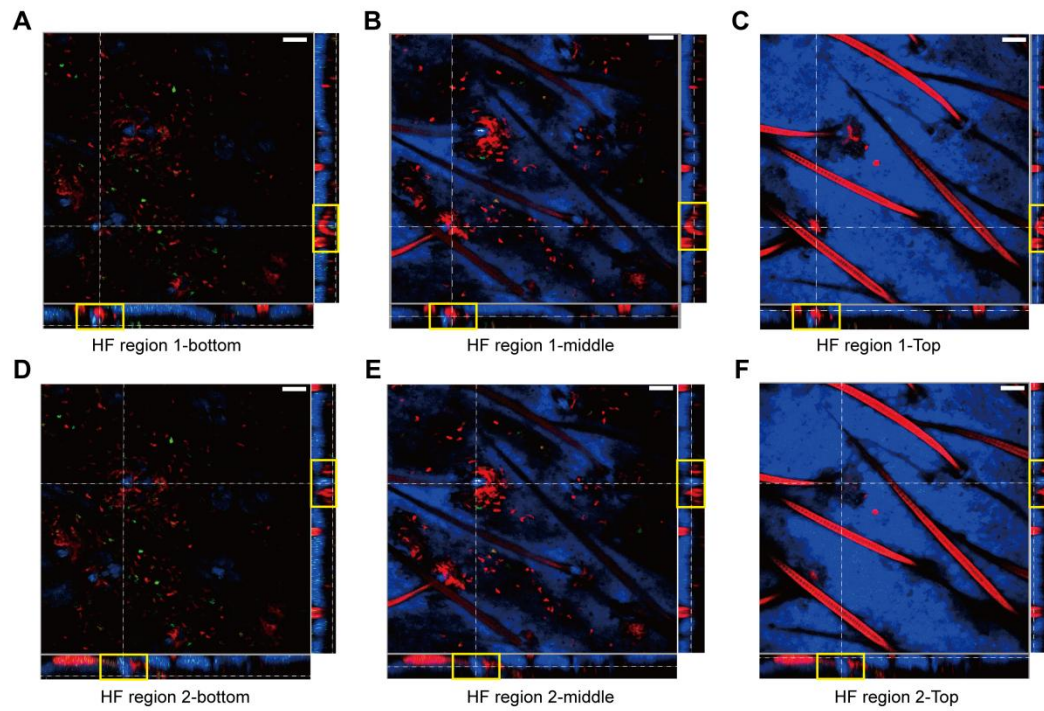 A
B
C
HF region 1-bottom
HF region 1-middle
HF region 1-Top
D
E
F
HF region 2-bottom
HF region 2-middle
HF region 2-Top